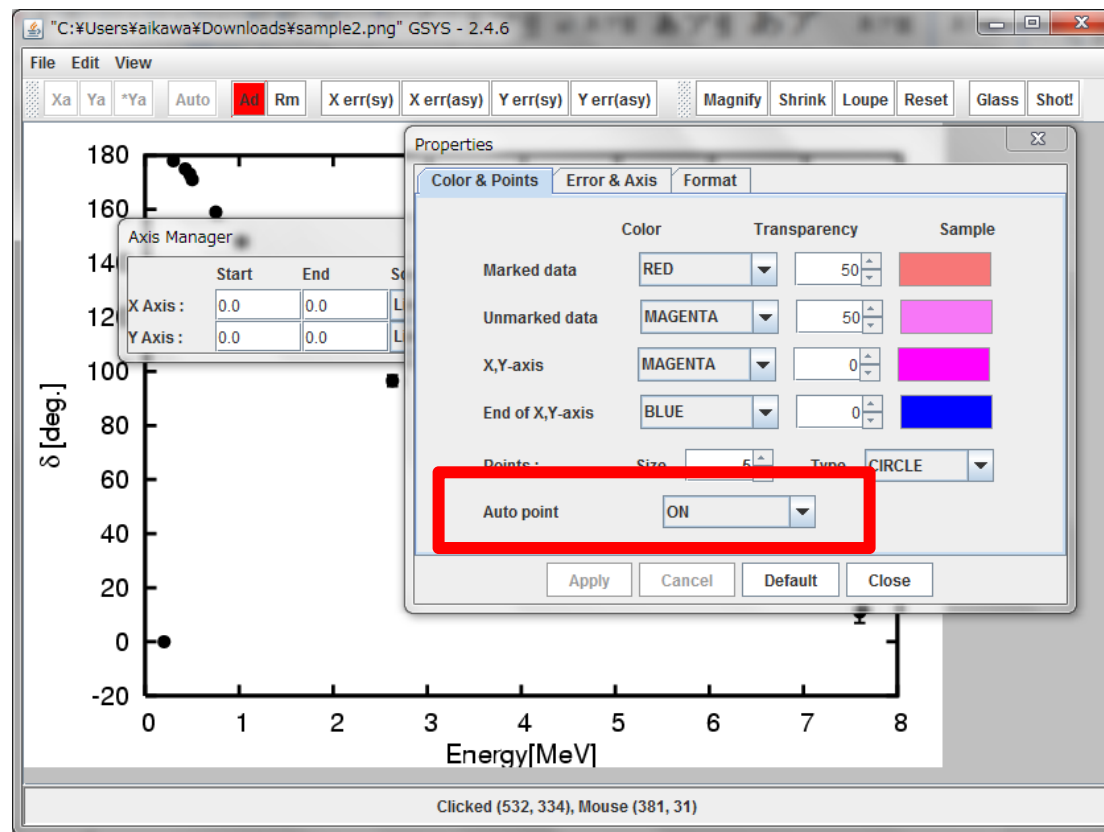 "C:¥Users¥aikawa¥Downloads¥sample2.png" GSYS - 2.4.6
File Edit View
Xa Ya *Ya Auto Ad Rm X err(sy) X err(asy) Y err(sy) Y err(asy) Magnify Shrink Loupe Reset Glass Shot!
Properties
Color & Points Error & Axis Format
Color Transparency Sample
Marked data RED 50
Unmarked data MAGENTA 50
X,Y-axis MAGENTA 0
End of X,Y-axis BLUE 0
Points : Size 5 Type CIRCLE
Auto point ON
Apply Cancel Default Close
Axis Manager
Start End
X Axis : 0.0 0.0
Y Axis : 0.0 0.0
180
160
100
80
60
40
20
0
-20
δ [deg.]
0 1 2 3 4 5 6 7 8
Energy[MeV]
Clicked (532, 334), Mouse (381, 31)